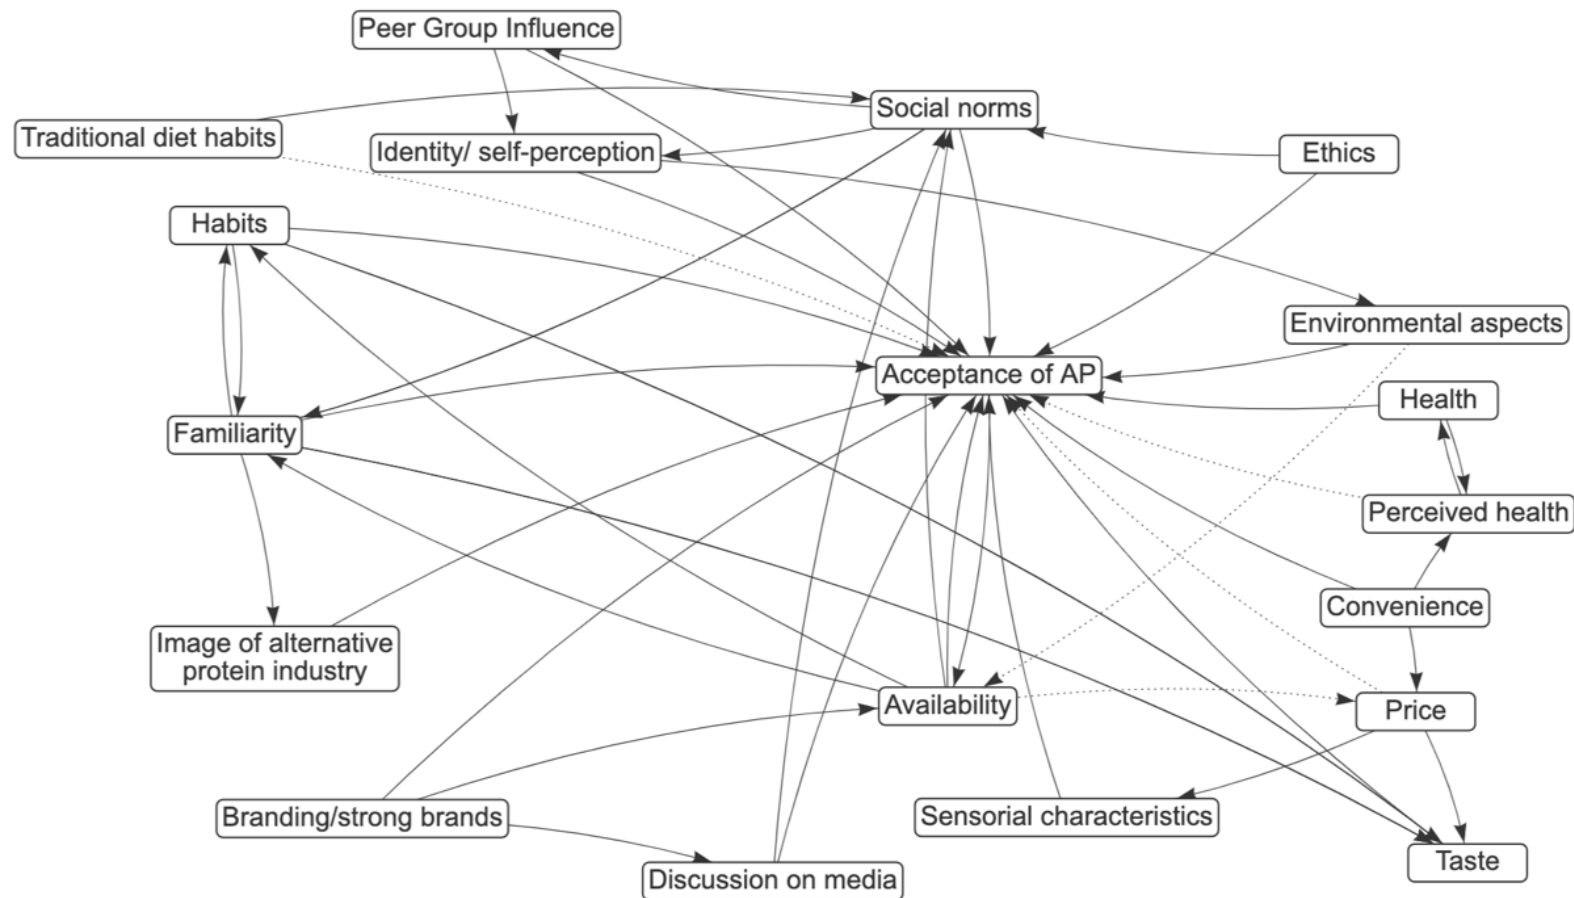 Peer Group Influence
Social norms
Traditional diet habits
Identity/ self-perception
Ethics
Habits
Environmental aspects
Acceptance of AP
Health
Familiarity
Perceived health
Convenience
Image of alternative
protein industry
Availability
Price
Branding/strong brands
Sensorial characteristics
Taste
Discussion on media